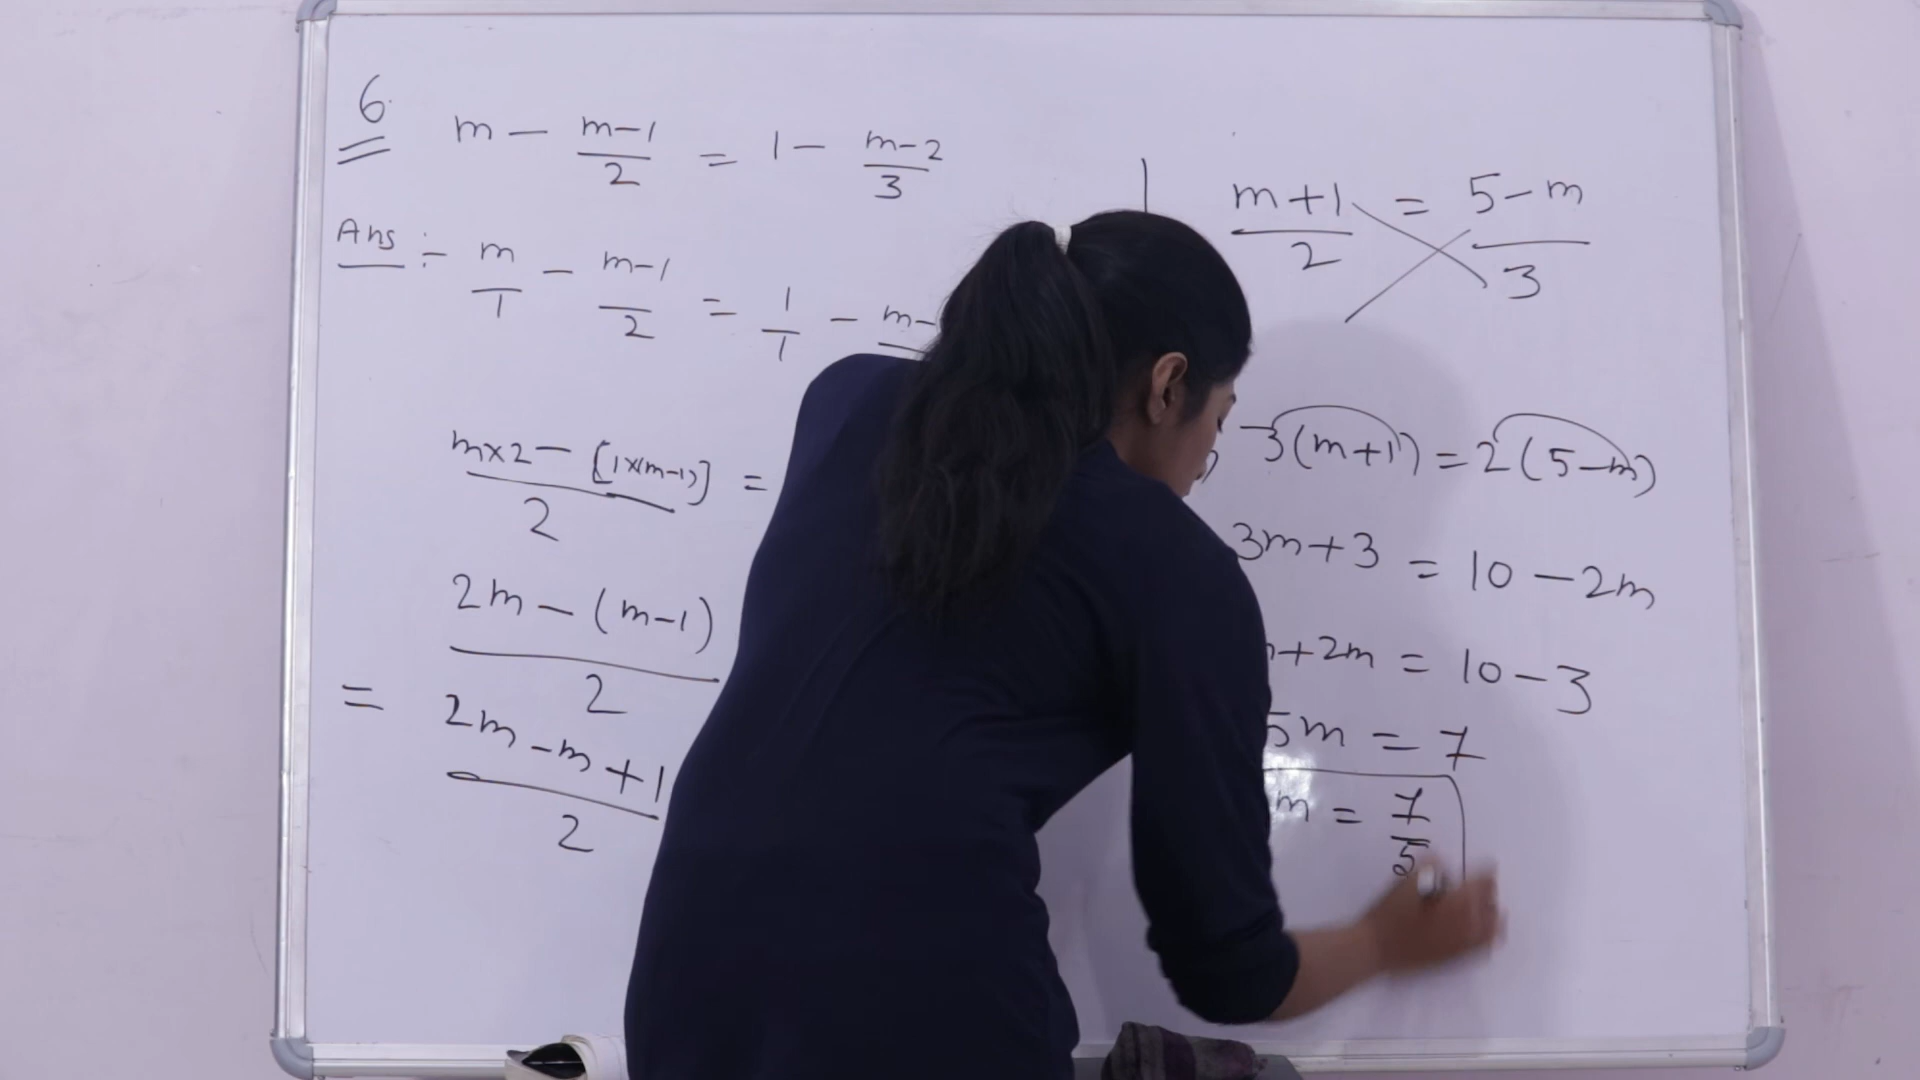 6
m - (m-1)/2 = 1 - (m-2)/3
Ans :- m/1 - (m-1)/2 = 1/1 - m-
(m×2 - [1×(m-1)])/2 =
(2m - (m-1))/2
= (2m - m + 1)/2
(m+1)/2 = (5-m)/3
3(m+1) = 2(5-m)
3m+3 = 10-2m
+2m = 10-3
5m = 7
m = 7/5